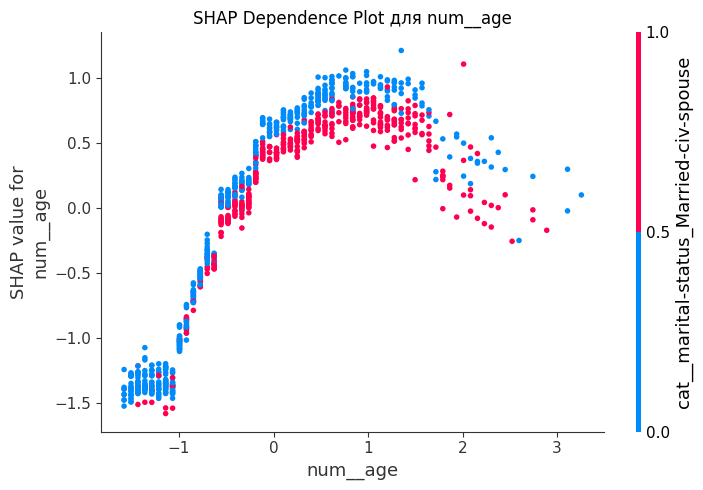 SHAP Dependence Plot для num__age
SHAP value for
num__age
1.0
0.5
0.0
−0.5
−1.0
−1.5
−1
0
1
2
3
num__age
1.0
0.5
0.0
cat__marital-status_Married-civ-spouse